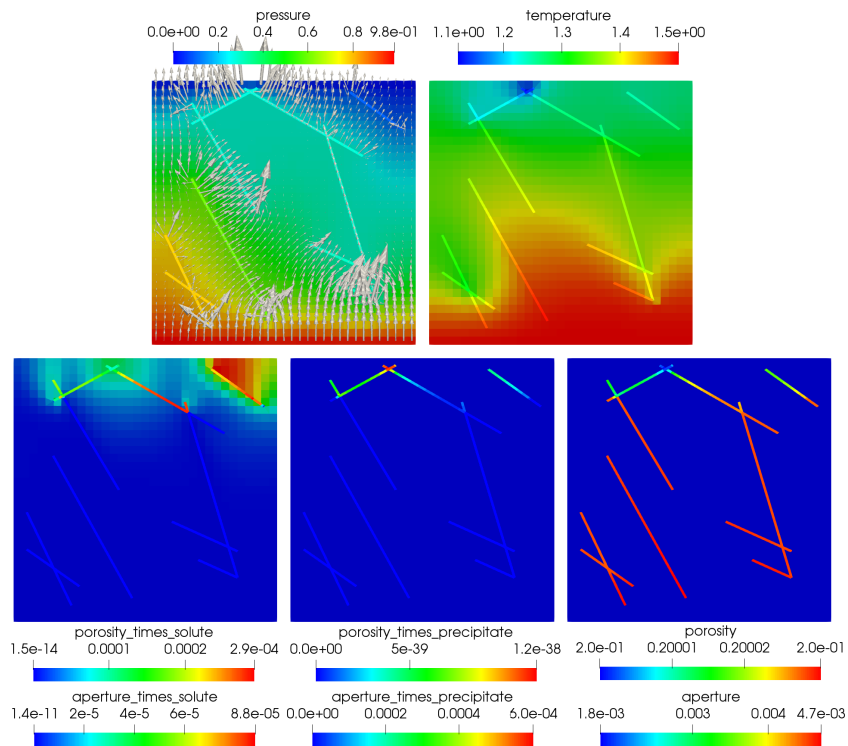 pressure
0.0e+00 0.2 0.4 0.6 0.8 9.8e-01
temperature
1.1e+00 1.2 1.3 1.4 1.5e+00
porosity_times_solute
1.5e-14 0.0001 0.0002 2.9e-04
porosity_times_precipitate
0.0e+00 5e-39 1.2e-38
porosity
2.0e-01 0.20001 0.20002 2.0e-01
aperture_times_solute
1.4e-11 2e-5 4e-5 6e-5 8.8e-05
aperture_times_precipitate
0.0e+00 0.0002 0.0004 5.0e-04
aperture
1.8e-03 0.003 0.004 4.7e-03